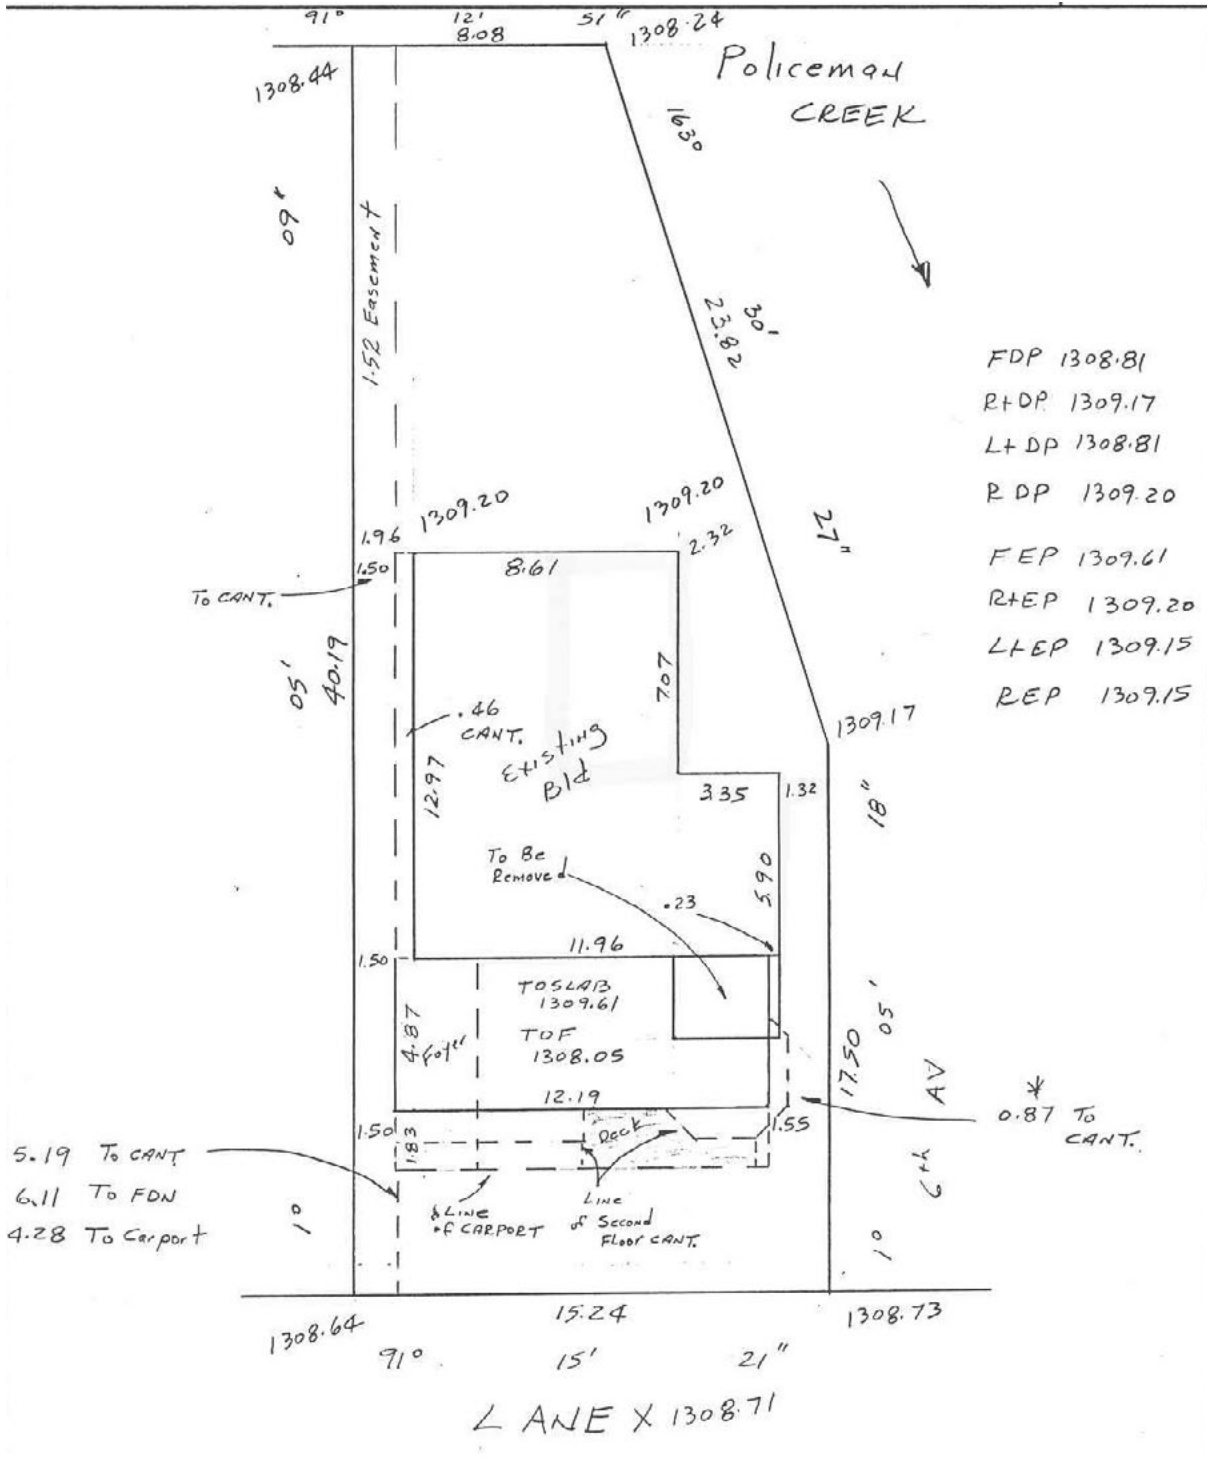 91° 12' 51"
8.08
1308.24
Policeman
CREEK
1308.44
163°
09"
1.52 Easement
30'
23.82
FDP 1308.81
R+DP 1309.17
L+DP 1308.81
R DP 1309.20
FEP 1309.61
R+EP 1309.20
L+EP 1309.15
REP 1309.15
1309.20
1309.20
27"
1.96
2.32
1.50
8.61
To CANT.
05'
40.19
7.07
.46
CANT.
1309.17
Existing
Bld
12.97
3.35
1.32
18"
To Be
Removed
5.90
.23
11.96
1.50
TOSLAB
1309.61
TOF
1308.05
4.87
Foyer
05'
17.50
12.19
6th AV
*
0.87 To
CANT.
1.50
1.83
Deck
1.55
5.19 To CANT
6.11 To FDN
4.28 To Carport
1°
LINE
of CARPORT
LINE
of Second
Floor CANT.
1°
15.24
1308.64
1308.73
91° 15' 21"
LANE X 1308.71